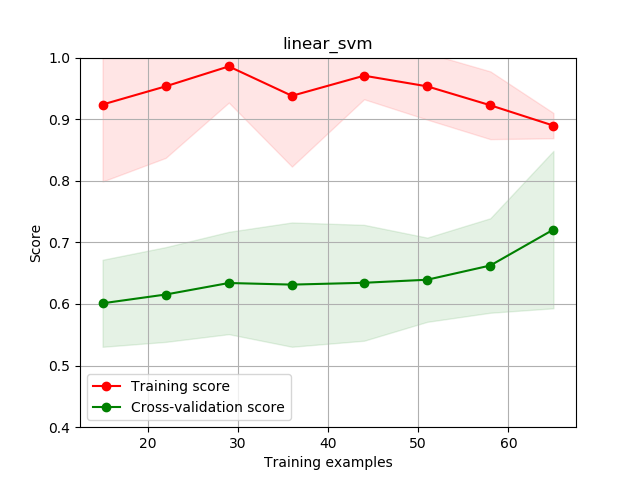 linear_svm
1.0
0.9
0.8
0.7
0.6
0.5
0.4
Score
Training score
Cross-validation score
20 30 40 50 60
Training examples